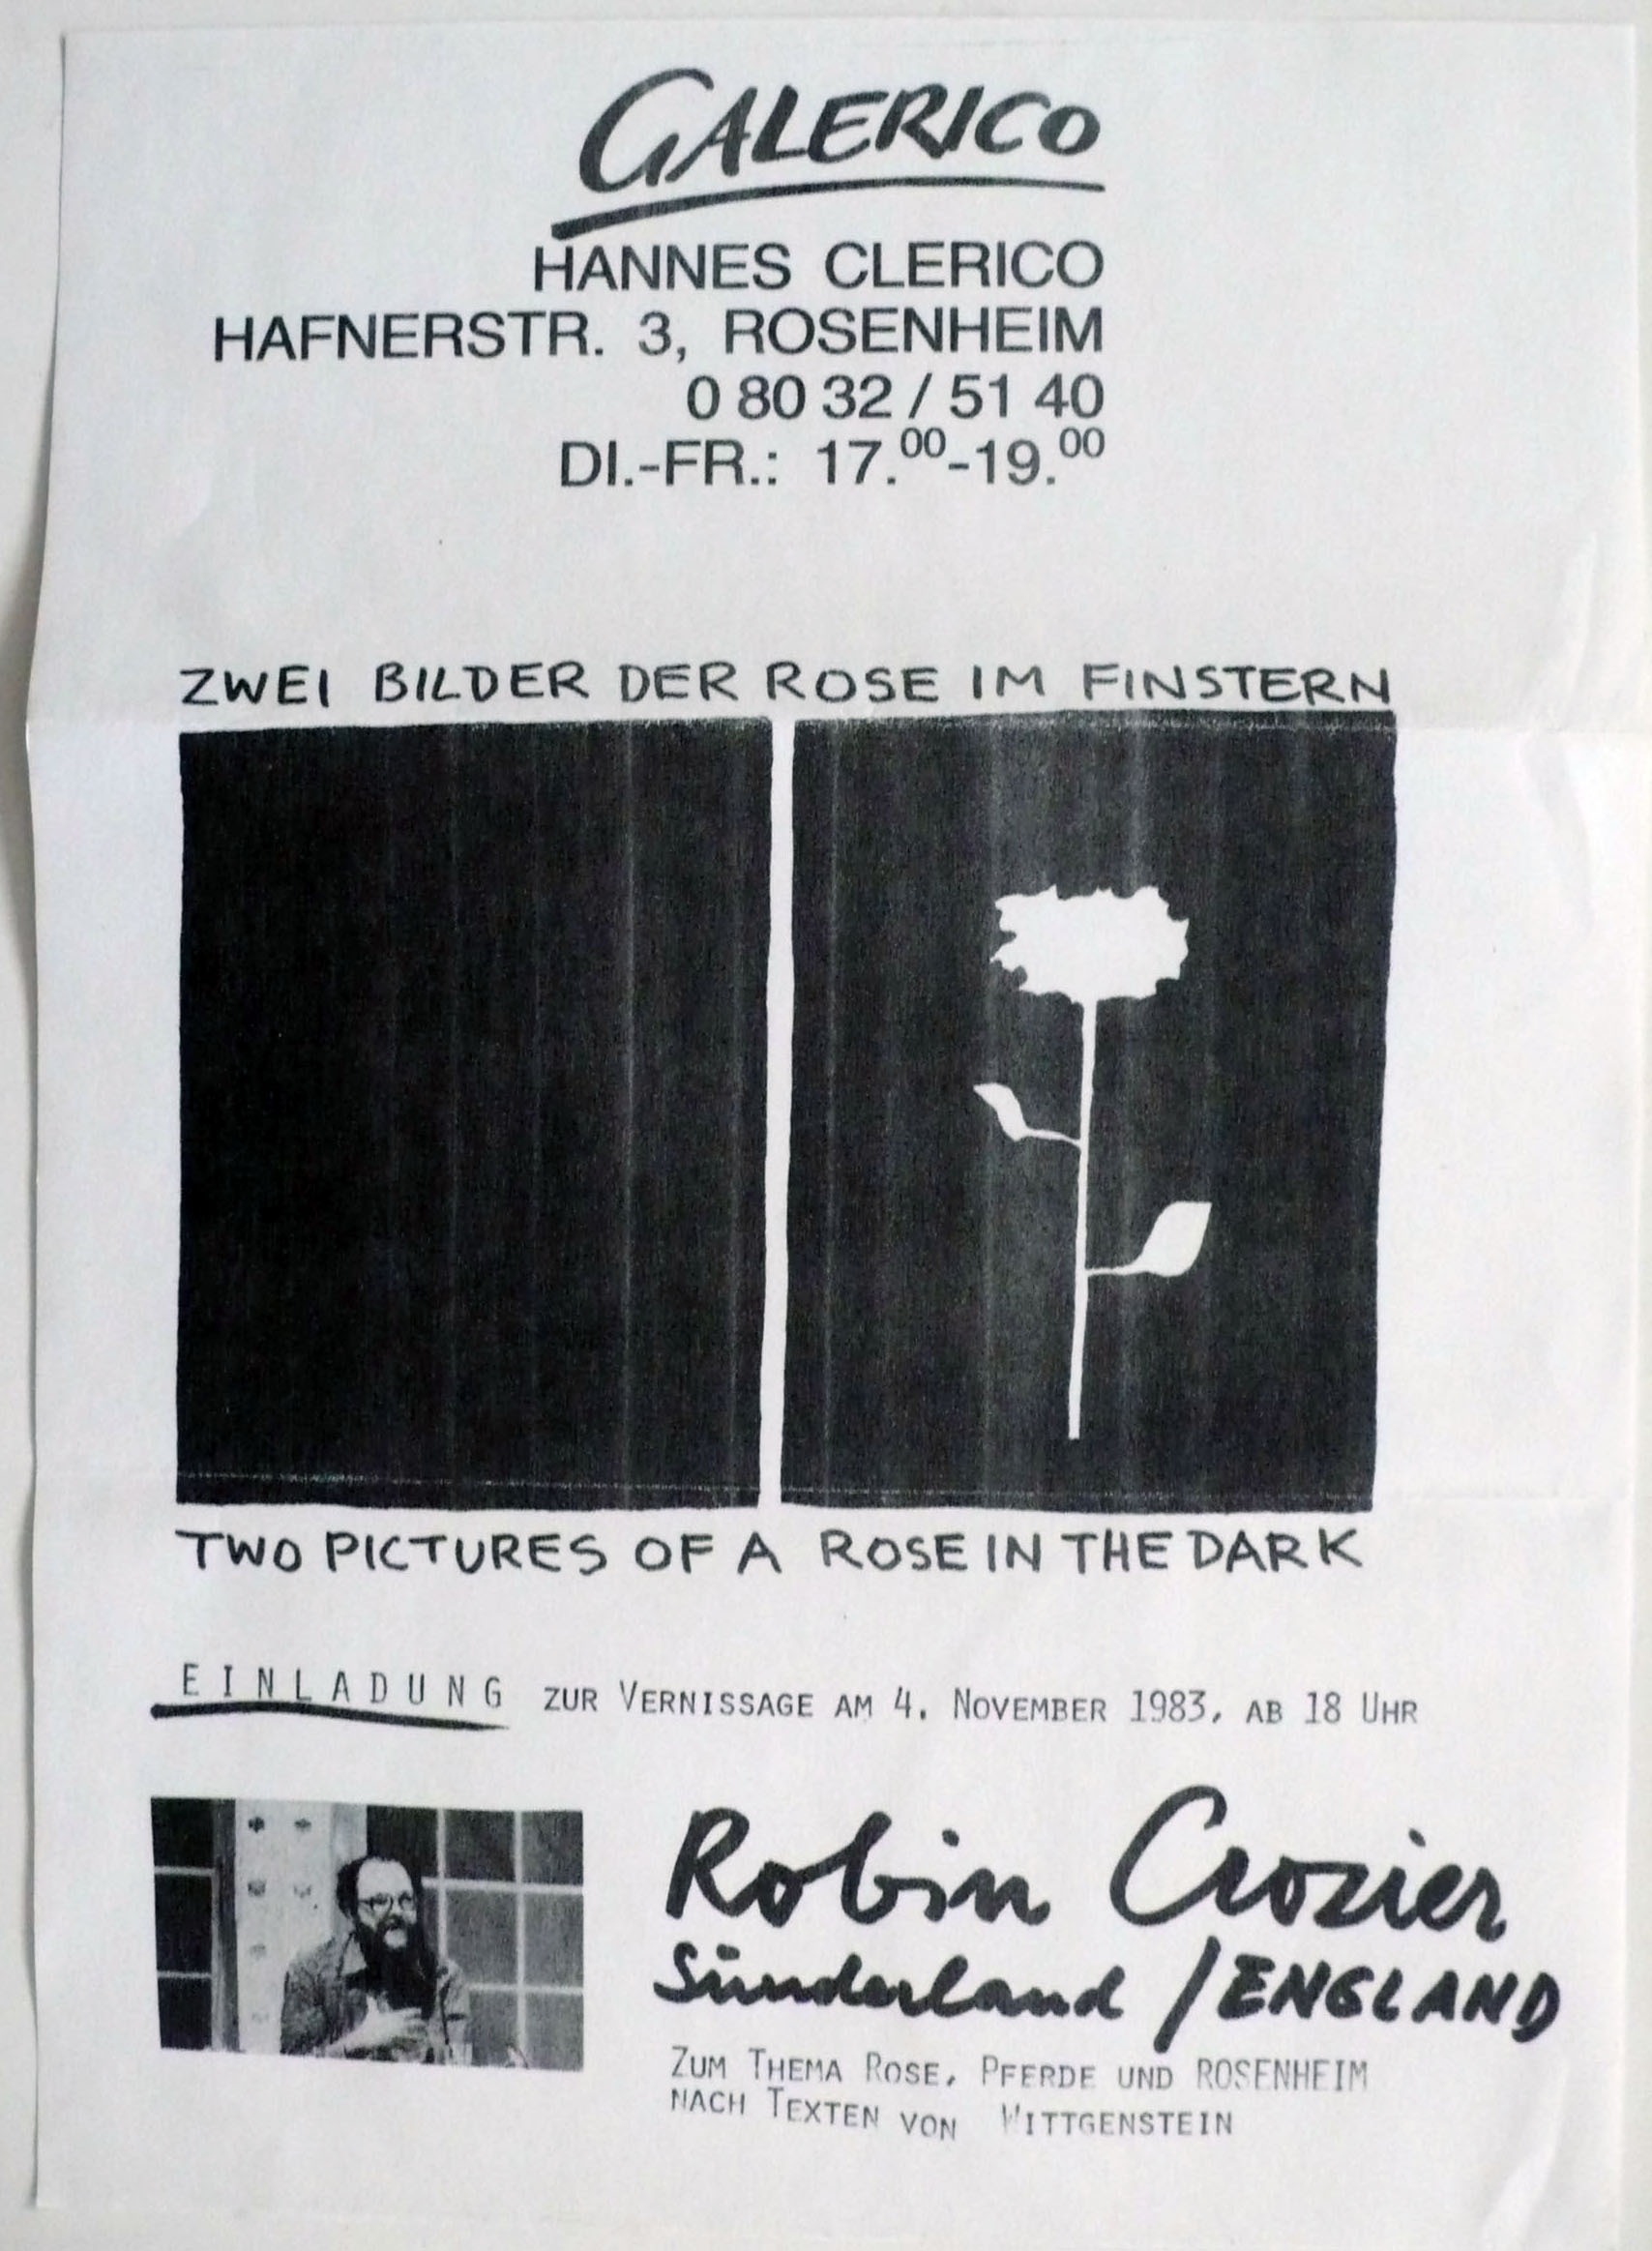 GALERICO
HANNES CLERICO
HAFNERSTR. 3, ROSENHEIM
0 80 32 / 51 40
DI.-FR.: 17.00-19.00
ZWEI BILDER DER ROSE IM FINSTERN
TWO PICTURES OF A ROSE IN THE DARK
EINLADUNG ZUR VERNISSAGE AM 4. NOVEMBER 1983, AB 18 UHR
Robin Crozier
Sünderland / ENGLAND
ZUM THEMA ROSE, PFERDE UND ROSENHEIM
NACH TEXTEN VON WITTGENSTEIN